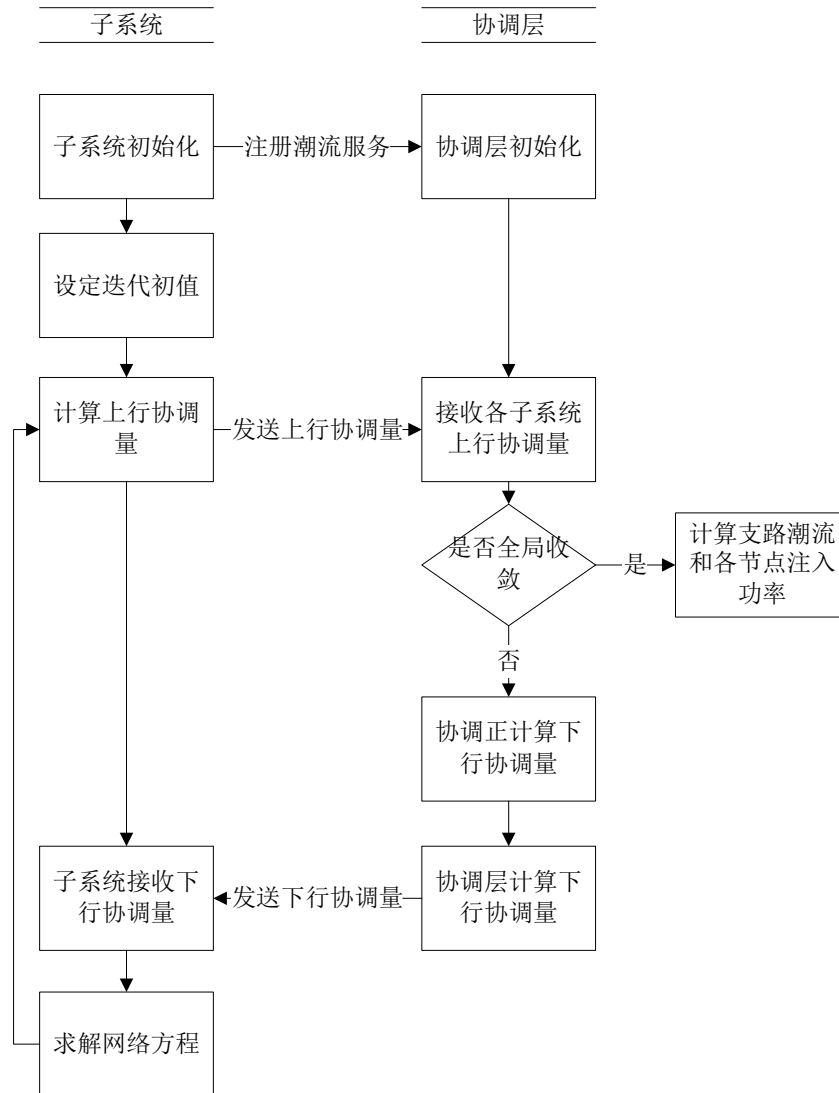 子系统
协调层
子系统初始化
注册潮流服务
协调层初始化
设定迭代初值
计算上行协调
量
发送上行协调量
接收各子系统
上行协调量
是否全局收
敛
是
计算支路潮流
和各节点注入
功率
否
协调正计算下
行协调量
子系统接收下
行协调量
发送下行协调量
协调层计算下
行协调量
求解网络方程